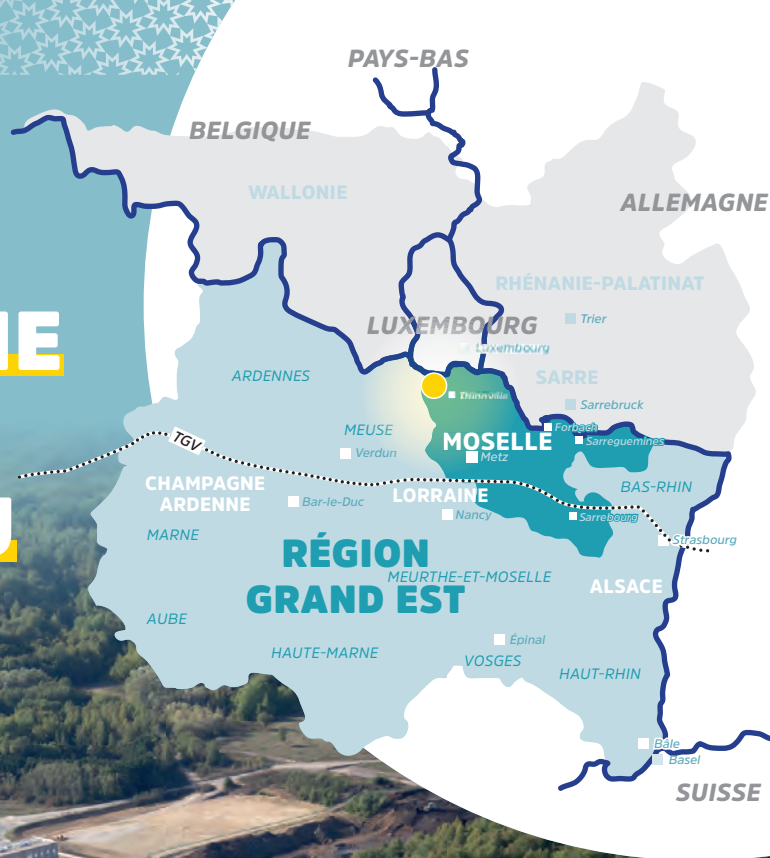 PAYS-BAS
BELGIQUE
WALLONIE
ALLEMAGNE
RHÉNANIE-PALATINAT
LUXEMBOURG
Trier
Luxembourg
IE
ARDENNES
SARRE
Thionville
Sarrebruck
MEUSE
Forbach
TGV
MOSELLE
Sarreguemines
Verdun
Metz
CHAMPAGNE
ARDENNE
LORRAINE
BAS-RHIN
Bar-le-Duc
Nancy
Sarrebourg
MARNE
Strasbourg
RÉGION
GRAND EST
MEURTHE-ET-MOSELLE
ALSACE
AUBE
Épinal
HAUTE-MARNE
VOSGES
HAUT-RHIN
Bâle
Basel
SUISSE